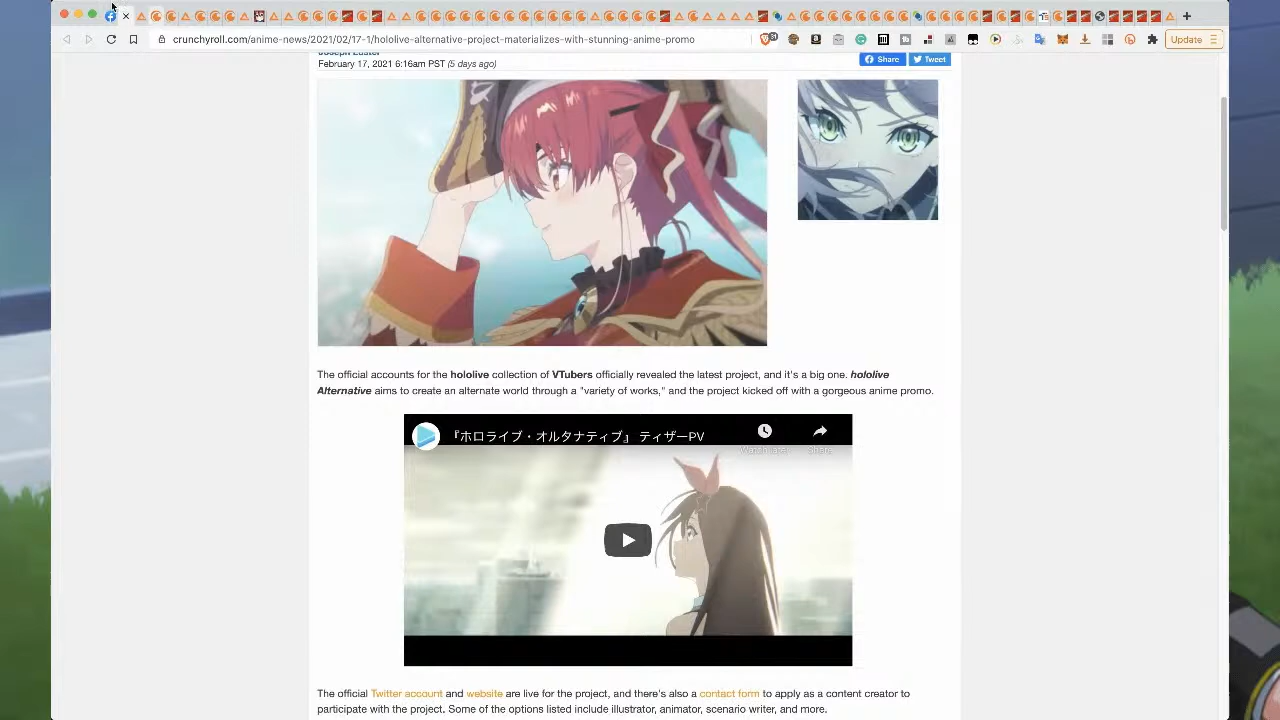 Update
crunchyroll.com/anime-news/2021/02/17-1/hololive-alternative-project-materializes-with-stunning-anime-promo
Joseph Luster
February 17, 2021 6:16am PST (5 days ago)
Share
Tweet
The official accounts for the hololive collection of VTubers officially revealed the latest project, and it's a big one. hololive
Alternative aims to create an alternate world through a "variety of works," and the project kicked off with a gorgeous anime promo.
『ホロライブ・オルタナティブ』 ティザーPV
Watch later
Share
The official Twitter account and website are live for the project, and there's also a contact form to apply as a content creator to
participate with the project. Some of the options listed include illustrator, animator, scenario writer, and more.